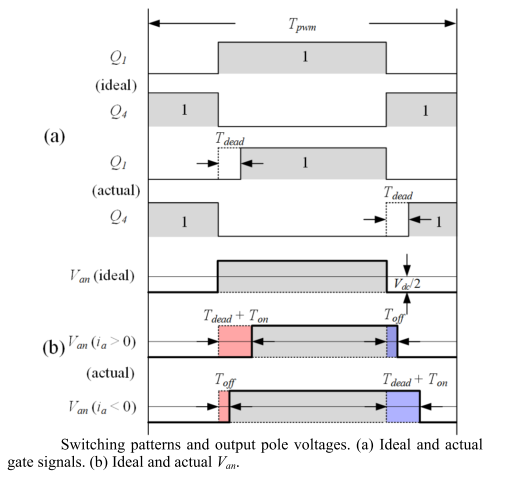 T_pwm
Q_1
1
(ideal)
Q_4
1
1
(a)
T_dead
Q_1
1
(actual)
T_dead
Q_4
1
1
V_an (ideal)
V_dc/2
T_dead + T_on
T_off
(b) V_an (i_a > 0)
(actual)
T_off
T_dead + T_on
V_an (i_a < 0)
Switching patterns and output pole voltages. (a) Ideal and actual
gate signals. (b) Ideal and actual V_an.